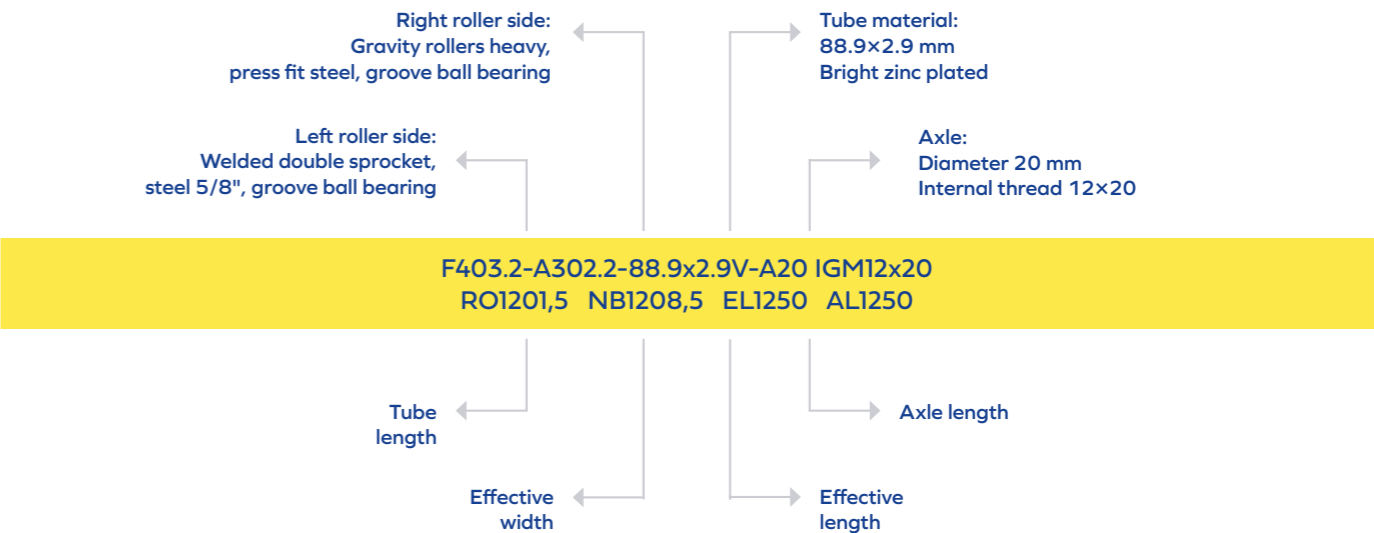 Right roller side:
Gravity rollers heavy,
press fit steel, groove ball bearing
Tube material:
88.9×2.9 mm
Bright zinc plated
Left roller side:
Welded double sprocket,
steel 5/8", groove ball bearing
Axle:
Diameter 20 mm
Internal thread 12×20
F403.2-A302.2-88.9x2.9V-A20 IGM12x20
RO1201,5 NB1208,5 EL1250 AL1250
Tube
length
Axle length
Effective
width
Effective
length